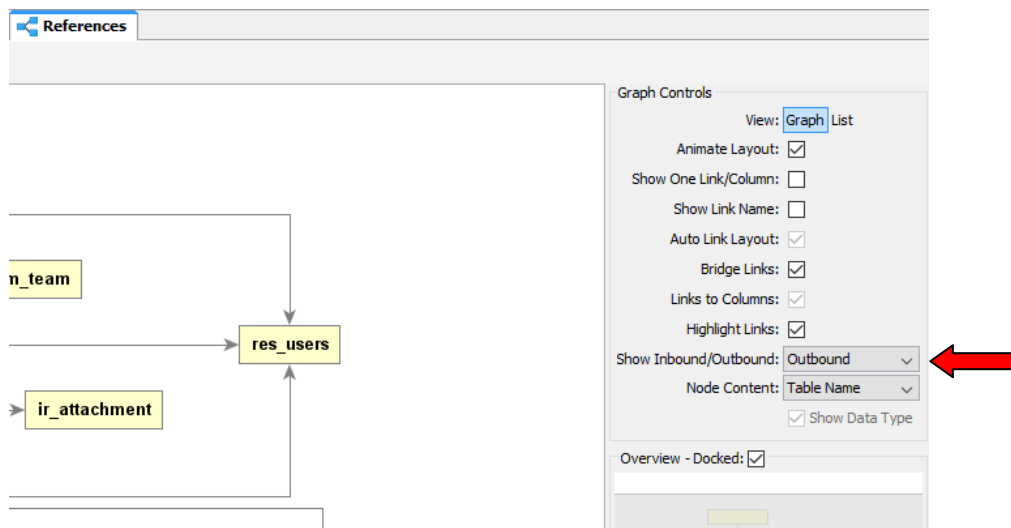 References
Graph Controls
View: Graph List
Animate Layout:
Show One Link/Column:
Show Link Name:
Auto Link Layout:
m_team
Bridge Links:
Links to Columns:
Highlight Links:
res_users
Show Inbound/Outbound: Outbound
Node Content: Table Name
ir_attachment
Show Data Type
Overview - Docked: